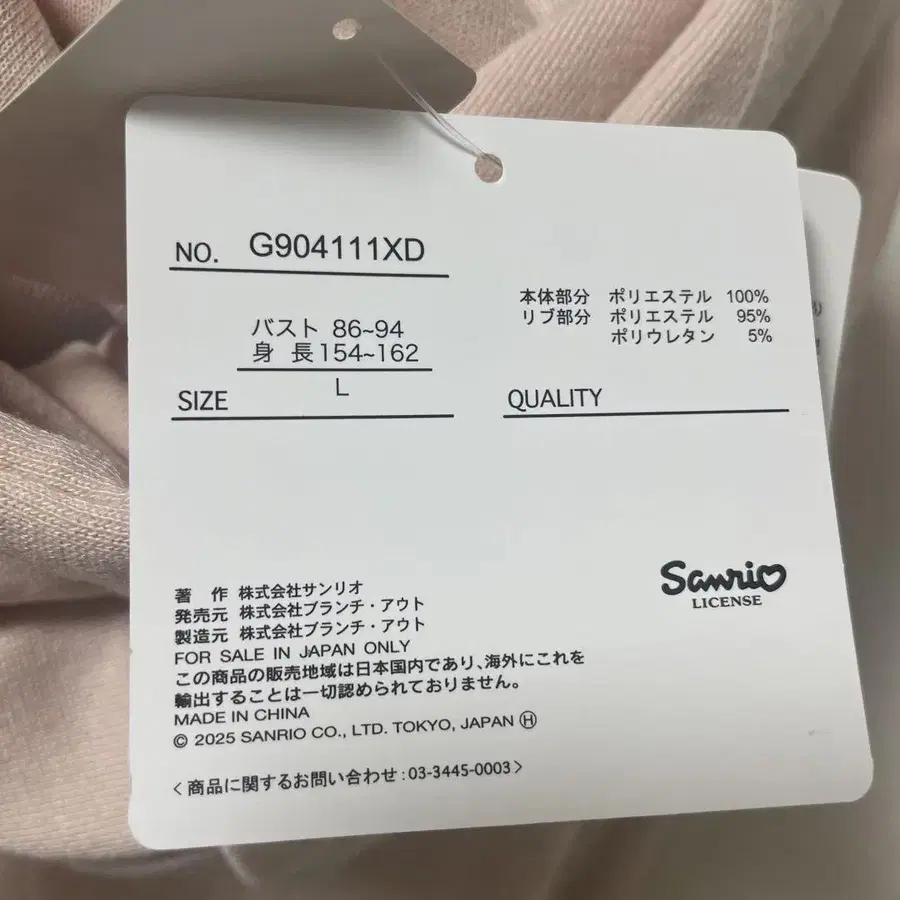 NO. G904111XD
バスト 86~94
身 長 154~162
L
SIZE
本体部分 ポリエステル 100%
リブ部分 ポリエステル 95%
ポリウレタン 5%
QUALITY
Sanrio
LICENSE
著 作 株式会社サンリオ
発売元 株式会社ブランチ・アウト
製造元 株式会社ブランチ・アウト
FOR SALE IN JAPAN ONLY
この商品の販売地域は日本国内であり、海外にこれを
輸出することは一切認められておりません。
MADE IN CHINA
© 2025 SANRIO CO., LTD. TOKYO, JAPAN Ⓗ
<商品に関するお問い合わせ:03-3445-0003>